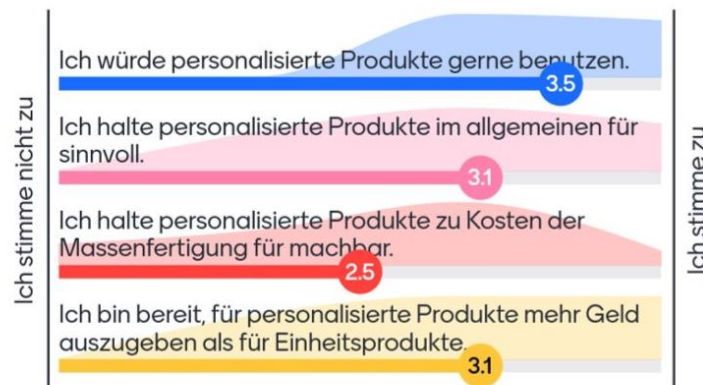 Ich stimme nicht zu
Ich würde personalisierte Produkte gerne benutzen.
3.5
Ich halte personalisierte Produkte im allgemeinen für
sinnvoll.
3.1
Ich halte personalisierte Produkte zu Kosten der
Massenfertigung für machbar.
2.5
Ich bin bereit, für personalisierte Produkte mehr Geld
auszugeben als für Einheitsprodukte.
3.1
Ich stimme zu